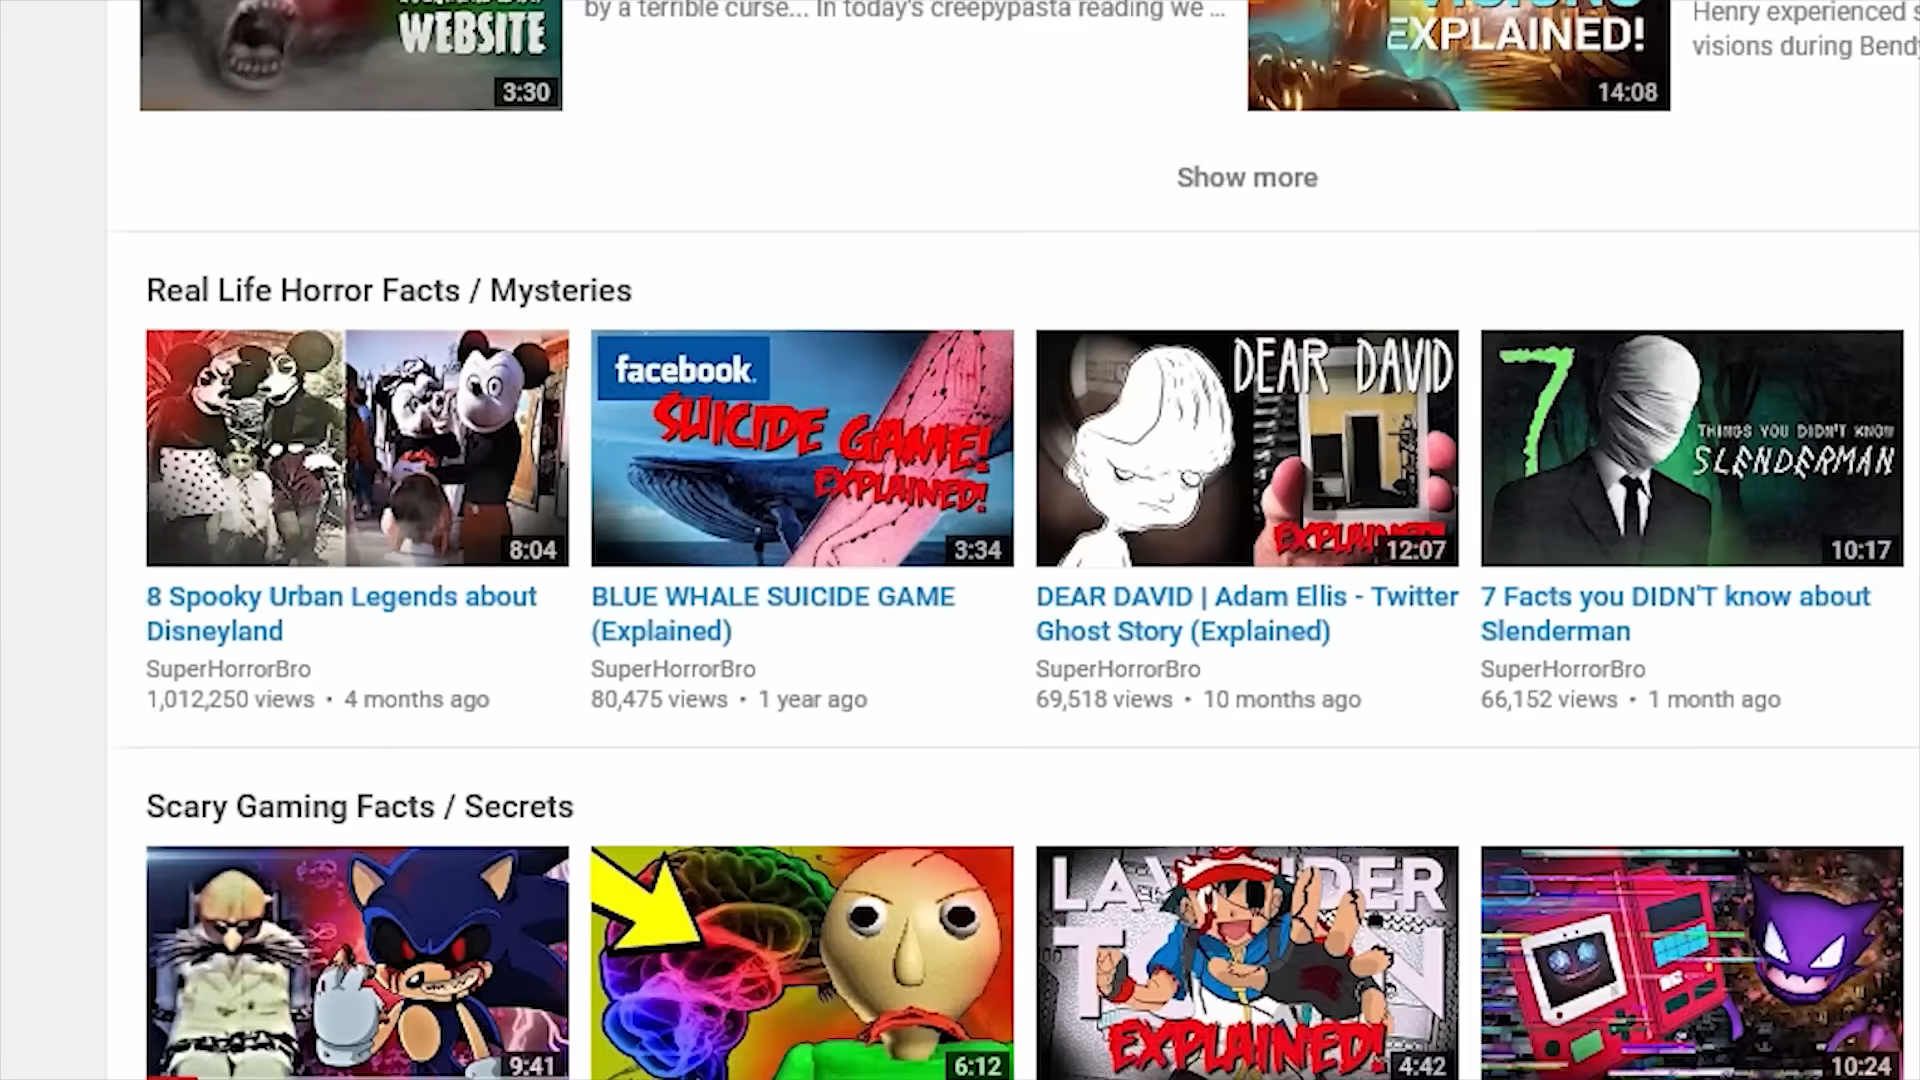 WEBSITE
3:30
by a terrible curse... In today's creepypasta reading we ...
EXPLAINED!
14:08
Henry experienced
visions during Bend
Show more
Real Life Horror Facts / Mysteries
8:04
facebook.
SUICIDE GAME!
EXPLAINED!
3:34
DEAR DAVID
12:07
7
THINGS YOU DIDN'T KNOW
SLENDERMAN
10:17
8 Spooky Urban Legends about
Disneyland
SuperHorrorBro
1,012,250 views • 4 months ago
BLUE WHALE SUICIDE GAME
(Explained)
SuperHorrorBro
80,475 views • 1 year ago
DEAR DAVID | Adam Ellis - Twitter
Ghost Story (Explained)
SuperHorrorBro
69,518 views • 10 months ago
7 Facts you DIDN'T know about
Slenderman
SuperHorrorBro
66,152 views • 1 month ago
Scary Gaming Facts / Secrets
9:41
6:12
EXPLAINED!
4:42
10:24